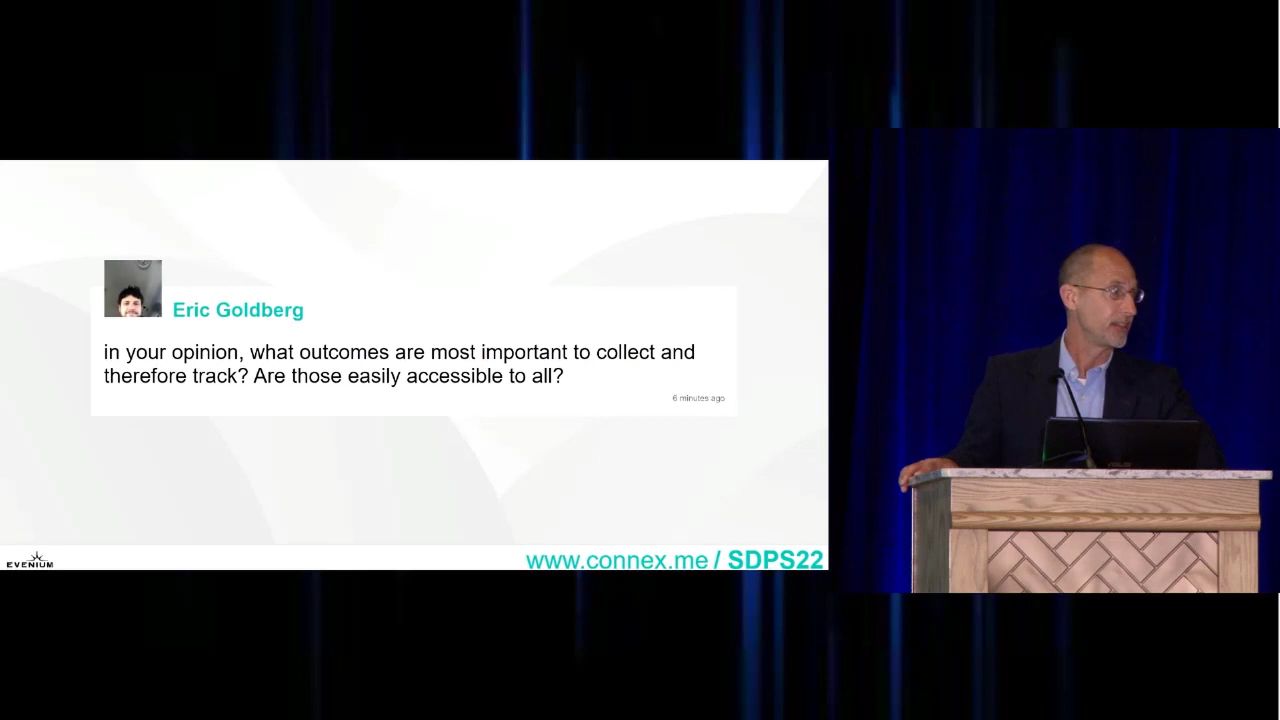 Eric Goldberg
in your opinion, what outcomes are most important to collect and
therefore track? Are those easily accessible to all?
6 minutes ago
EVENIUM
www.connex.me / SDPS22
ASUS